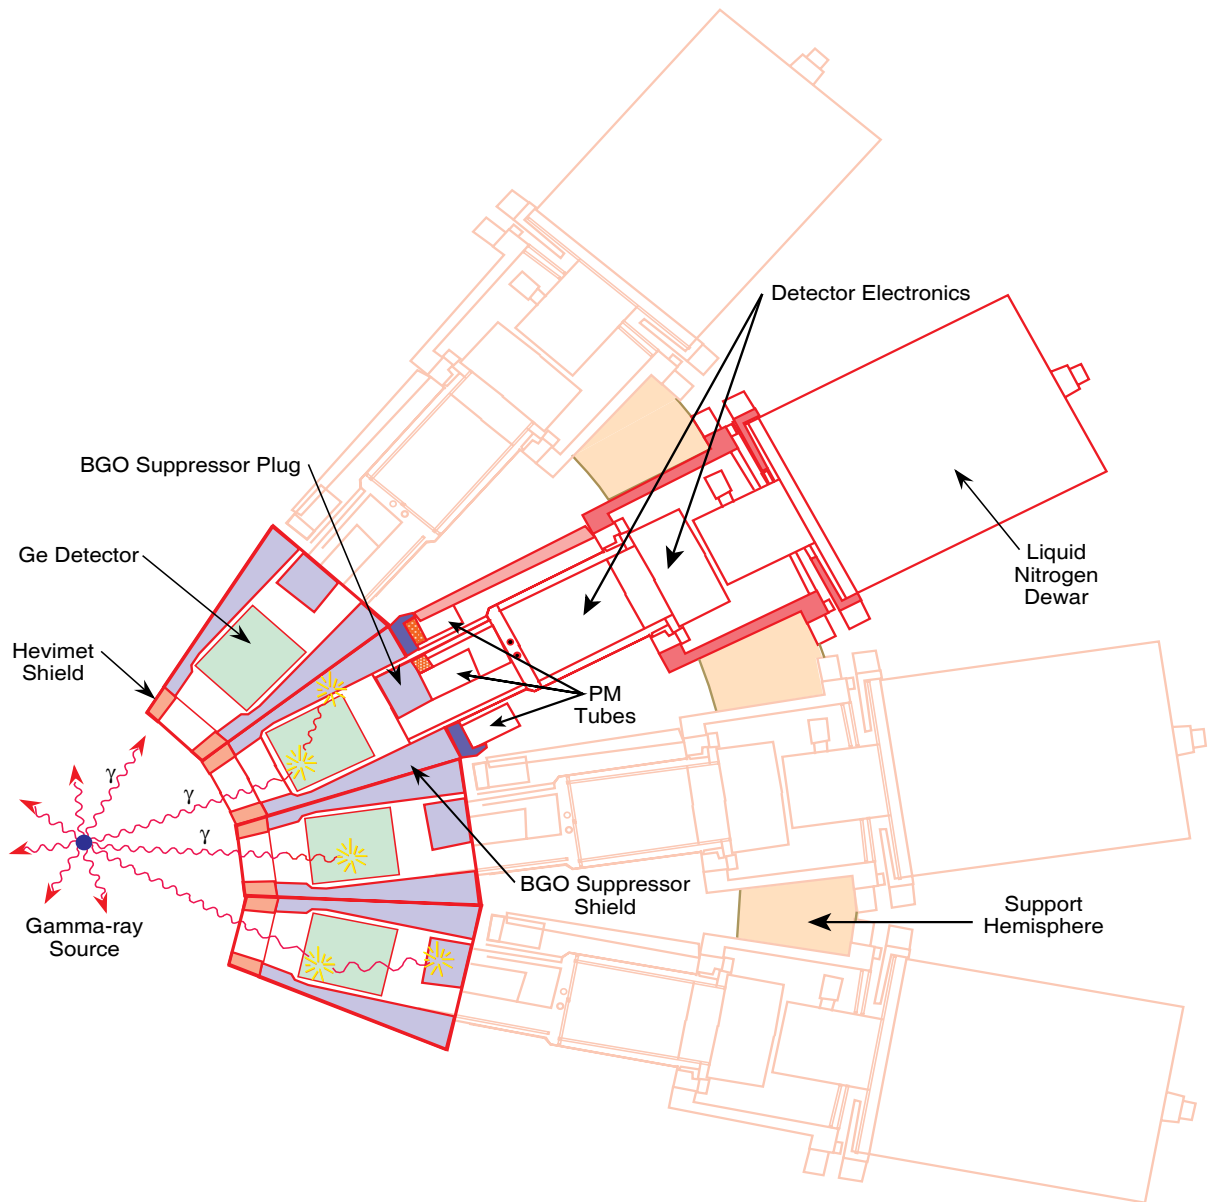 Detector Electronics
BGO Suppressor Plug
Ge Detector
Liquid
Nitrogen
Dewar
Hevimet
Shield
PM
Tubes
γ
γ
γ
BGO Suppressor
Shield
Gamma-ray
Source
Support
Hemisphere